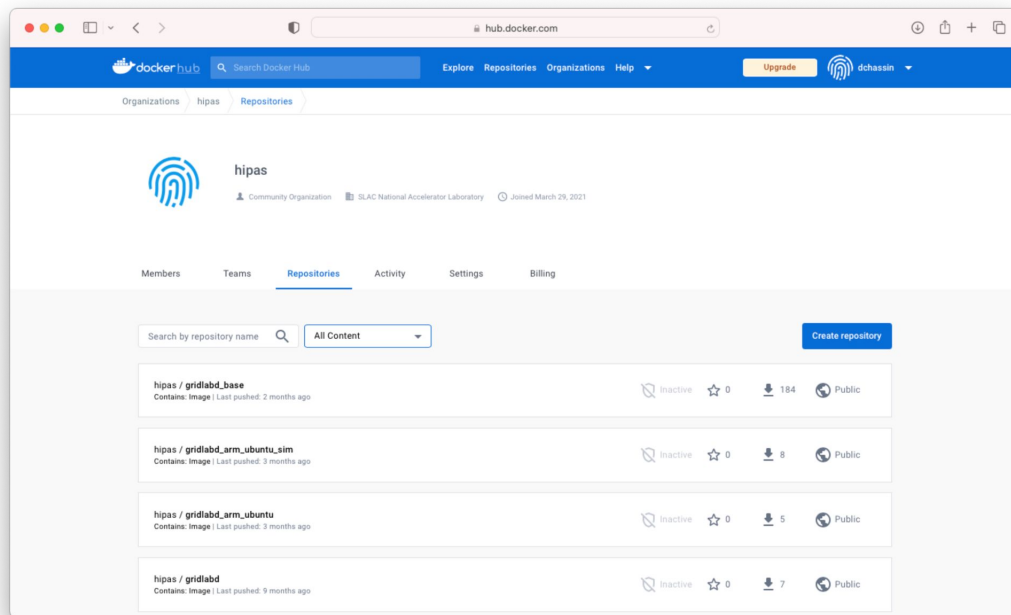 hub.docker.com
docker hub Search Docker Hub Explore Repositories Organizations Help Upgrade dchassin
Organizations hipas Repositories
hipas
Community Organization SLAC National Accelerator Laboratory Joined March 29, 2021
Members Teams Repositories Activity Settings Billing
Search by repository name All Content Create repository
hipas / gridlabd_base
Contains: Image | Last pushed: 2 months ago
Inactive 0 184 Public
hipas / gridlabd_arm_ubuntu_sim
Contains: Image | Last pushed: 3 months ago
Inactive 0 8 Public
hipas / gridlabd_arm_ubuntu
Contains: Image | Last pushed: 3 months ago
Inactive 0 5 Public
hipas / gridlabd
Contains: Image | Last pushed: 9 months ago
Inactive 0 7 Public